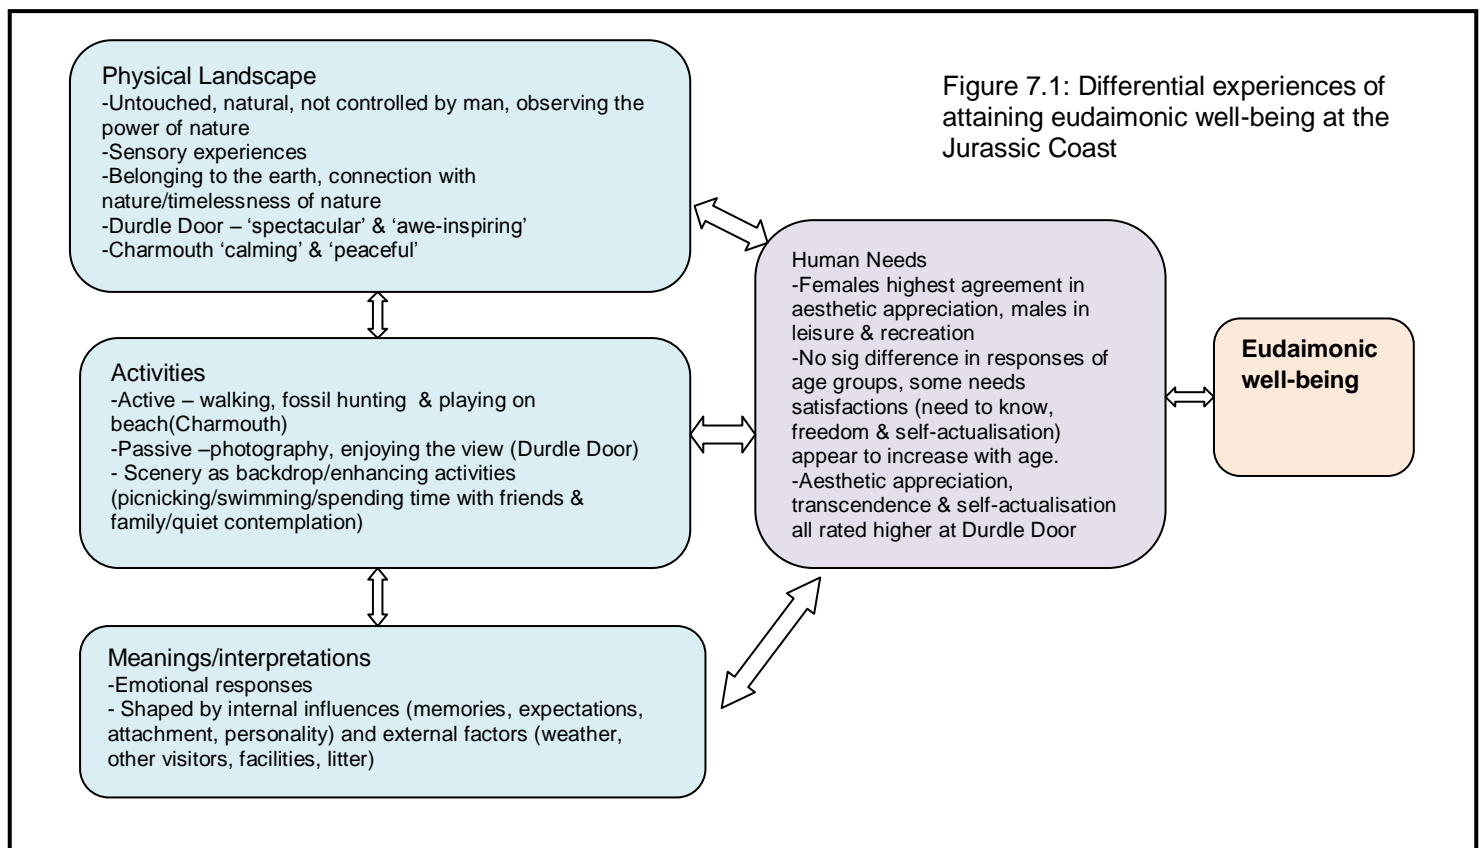 Physical Landscape
-Untouched, natural, not controlled by man, observing the
power of nature
-Sensory experiences
-Belonging to the earth, connection with
nature/timelessness of nature
-Durdle Door – ‘spectacular’ & ‘awe-inspiring’
-Charmouth ‘calming’ & ‘peaceful’
Figure 7.1: Differential experiences of
attaining eudaimonic well-being at the
Jurassic Coast
Activities
-Active – walking, fossil hunting & playing on
beach(Charmouth)
-Passive –photography, enjoying the view (Durdle Door)
- Scenery as backdrop/enhancing activities
(picnicking/swimming/spending time with friends &
family/quiet contemplation)
Meanings/interpretations
-Emotional responses
- Shaped by internal influences (memories, expectations,
attachment, personality) and external factors (weather,
other visitors, facilities, litter)
Human Needs
-Females highest agreement in
aesthetic appreciation, males in
leisure & recreation
-No sig difference in responses of
age groups, some needs
satisfactions (need to know,
freedom & self-actualisation)
appear to increase with age.
-Aesthetic appreciation,
transcendence & self-actualisation
all rated higher at Durdle Door
Eudaimonic
well-being